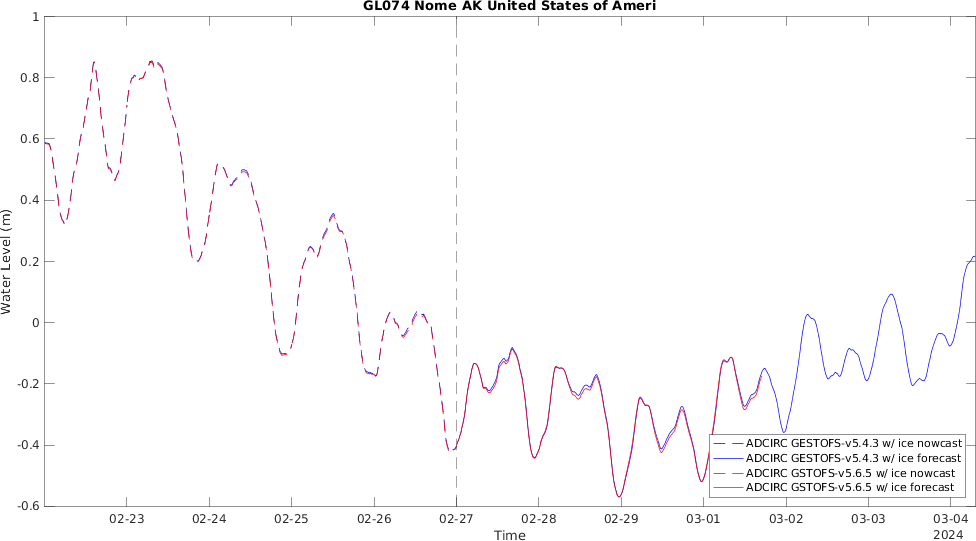 GL074 Nome AK United States of Ameri
1
0.8
0.6
0.4
0.2
0
-0.2
-0.4
-0.6
Water Level (m)
02-23 02-24 02-25 02-26 02-27 02-28 02-29 03-01 03-02 03-03 03-04
Time
2024
ADCIRC GESTOFS-v5.4.3 w/ ice nowcast
ADCIRC GESTOFS-v5.4.3 w/ ice forecast
ADCIRC GSTOFS-v5.6.5 w/ ice nowcast
ADCIRC GSTOFS-v5.6.5 w/ ice forecast